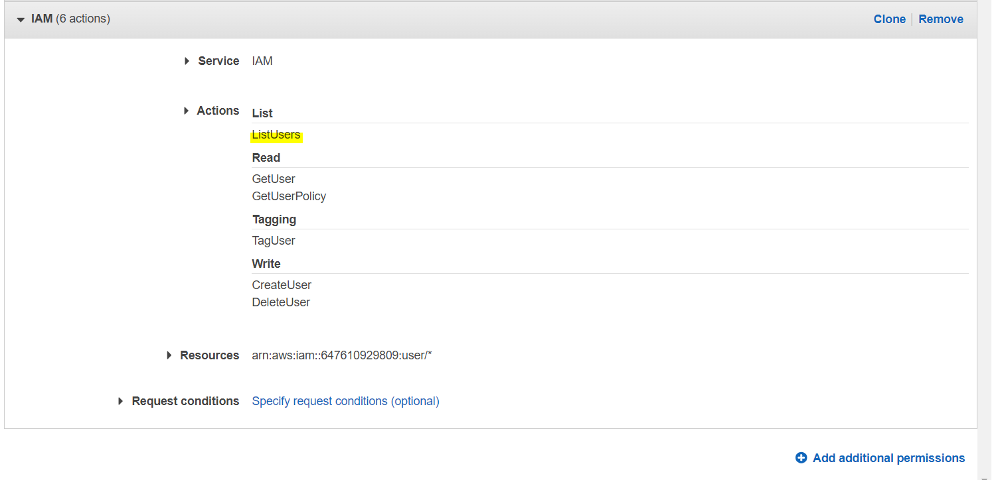 IAM (6 actions) Clone Remove
Service IAM
Actions List
ListUsers
Read
GetUser
GetUserPolicy
Tagging
TagUser
Write
CreateUser
DeleteUser
Resources arn:aws:iam::647610929809:user/*
Request conditions Specify request conditions (optional)
Add additional permissions